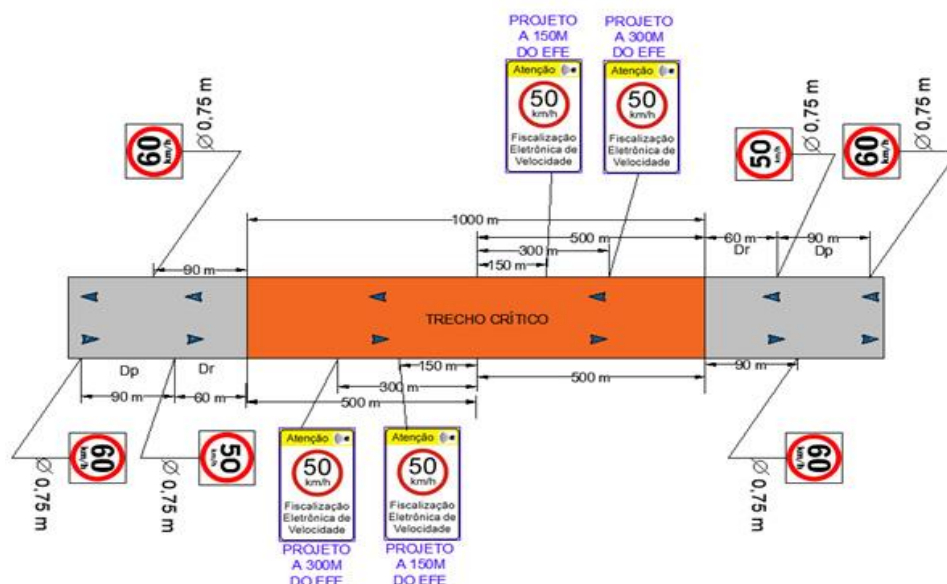 PROJETO
A 150M
DO EFE
PROJETO
A 300M
DO EFE
Atenção
50
km/h
Fiscalização
Eletrônica de
Velocidade
Atenção
50
km/h
Fiscalização
Eletrônica de
Velocidade
60
km/h
Ø 0,75 m
50
km/h
Ø 0,75 m
60
km/h
Ø 0,75 m
1000 m
500 m
60 m
90 m
300 m
Dr
Dp
150 m
90 m
TRECHO CRÍTICO
Dp
Dr
150 m
90 m
90 m
60 m
300 m
500 m
500 m
60
km/h
Ø 0,75 m
50
km/h
Ø 0,75 m
Atenção
50
km/h
Fiscalização
Eletrônica de
Velocidade
PROJETO
A 300M
DO EFE
Atenção
50
km/h
Fiscalização
Eletrônica de
Velocidade
PROJETO
A 150M
DO EFE
60
km/h
Ø 0,75 m